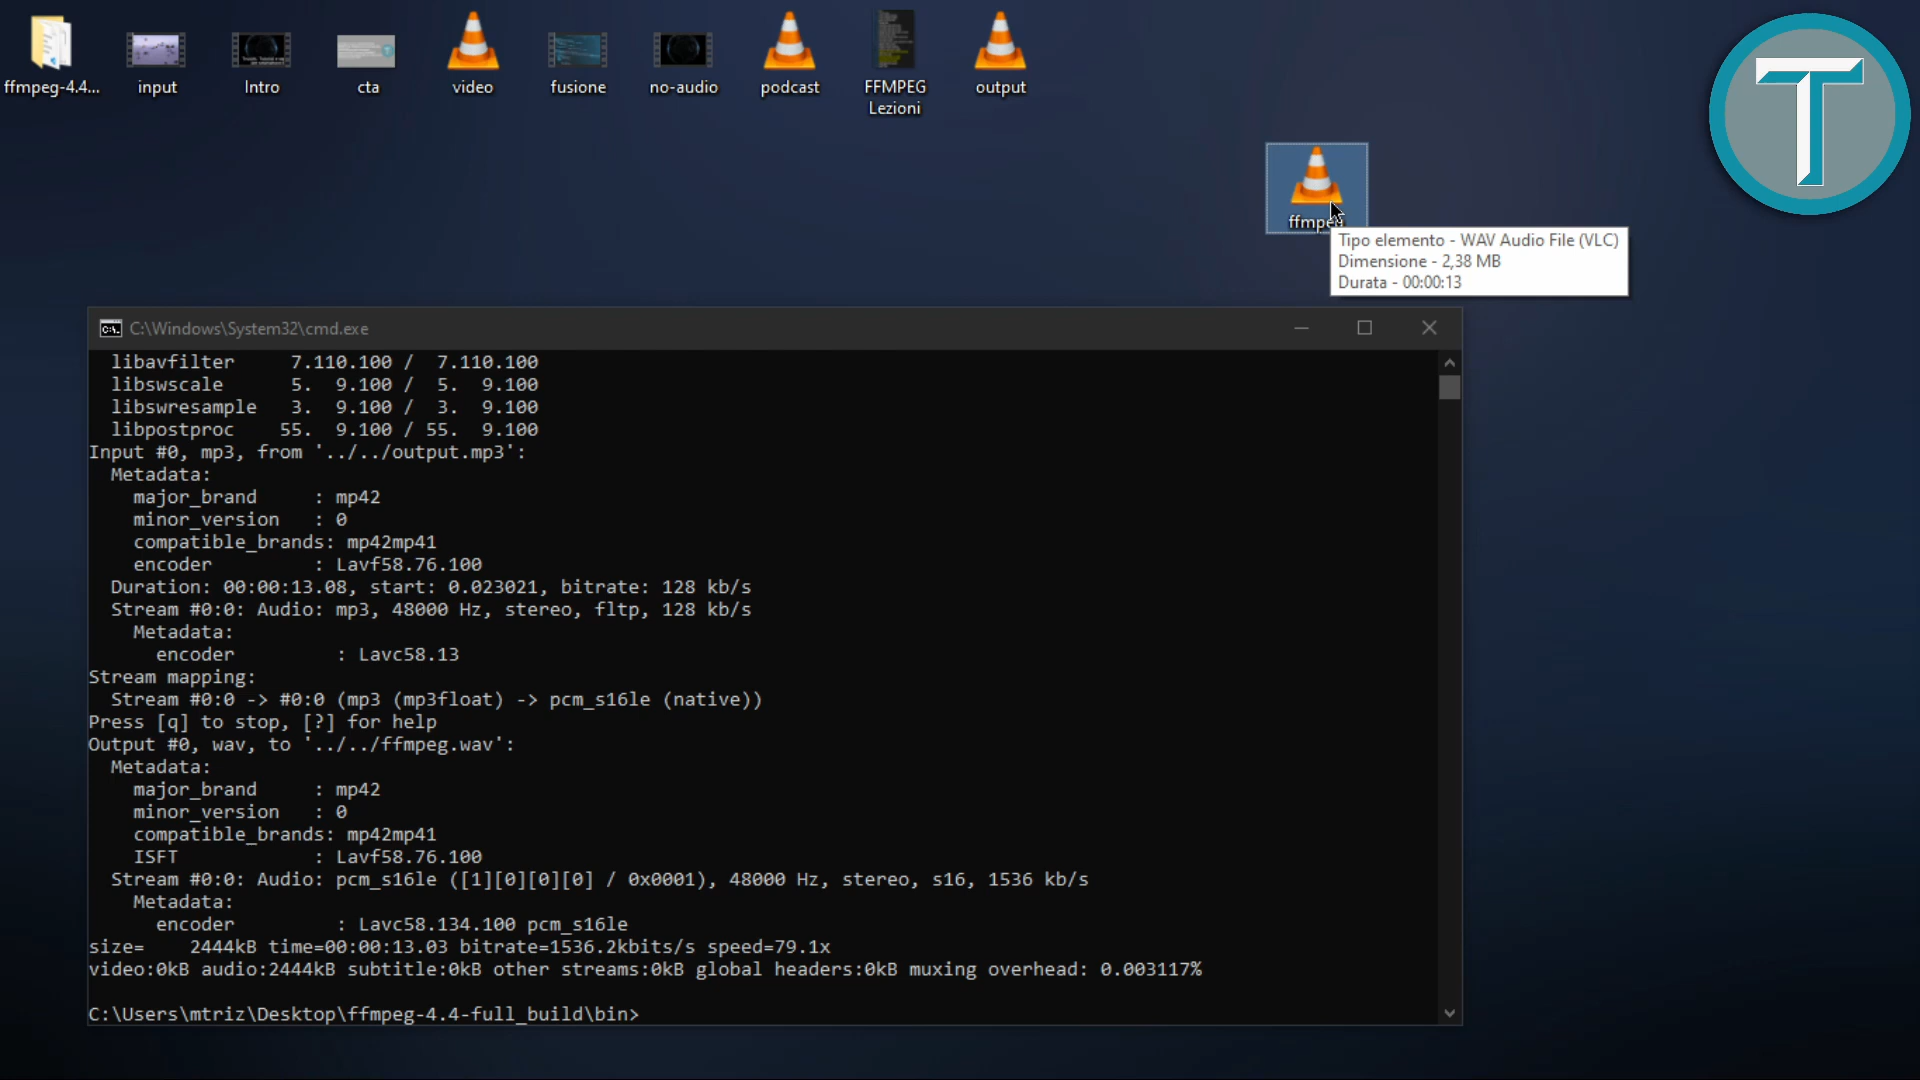 ffmpeg-4.4...
input
Intro
cta
video
fusione
no-audio
podcast
FFMPEG
Lezioni
output
T
ffmpeg
Tipo elemento - WAV Audio File (VLC)
Dimensione - 2,38 MB
Durata - 00:00:13
C:\Windows\System32\cmd.exe
libavfilter 7.110.100 / 7.110.100
libswscale 5. 9.100 / 5. 9.100
libswresample 3. 9.100 / 3. 9.100
libpostproc 55. 9.100 / 55. 9.100
Input #0, mp3, from '../../output.mp3':
Metadata:
major_brand : mp42
minor_version : 0
compatible_brands: mp42mp41
encoder : Lavf58.76.100
Duration: 00:00:13.08, start: 0.023021, bitrate: 128 kb/s
Stream #0:0: Audio: mp3, 48000 Hz, stereo, fltp, 128 kb/s
Metadata:
encoder : Lavc58.13
Stream mapping:
Stream #0:0 -> #0:0 (mp3 (mp3float) -> pcm_s16le (native))
Press [q] to stop, [?] for help
Output #0, wav, to '../../ffmpeg.wav':
Metadata:
major_brand : mp42
minor_version : 0
compatible_brands: mp42mp41
ISFT : Lavf58.76.100
Stream #0:0: Audio: pcm_s16le ([1][0][0][0] / 0x0001), 48000 Hz, stereo, s16, 1536 kb/s
Metadata:
encoder : Lavc58.134.100 pcm_s16le
size= 2444kB time=00:00:13.03 bitrate=1536.2kbits/s speed=79.1x
video:0kB audio:2444kB subtitle:0kB other streams:0kB global headers:0kB muxing overhead: 0.003117%
C:\Users\mtriz\Desktop\ffmpeg-4.4-full_build\bin>